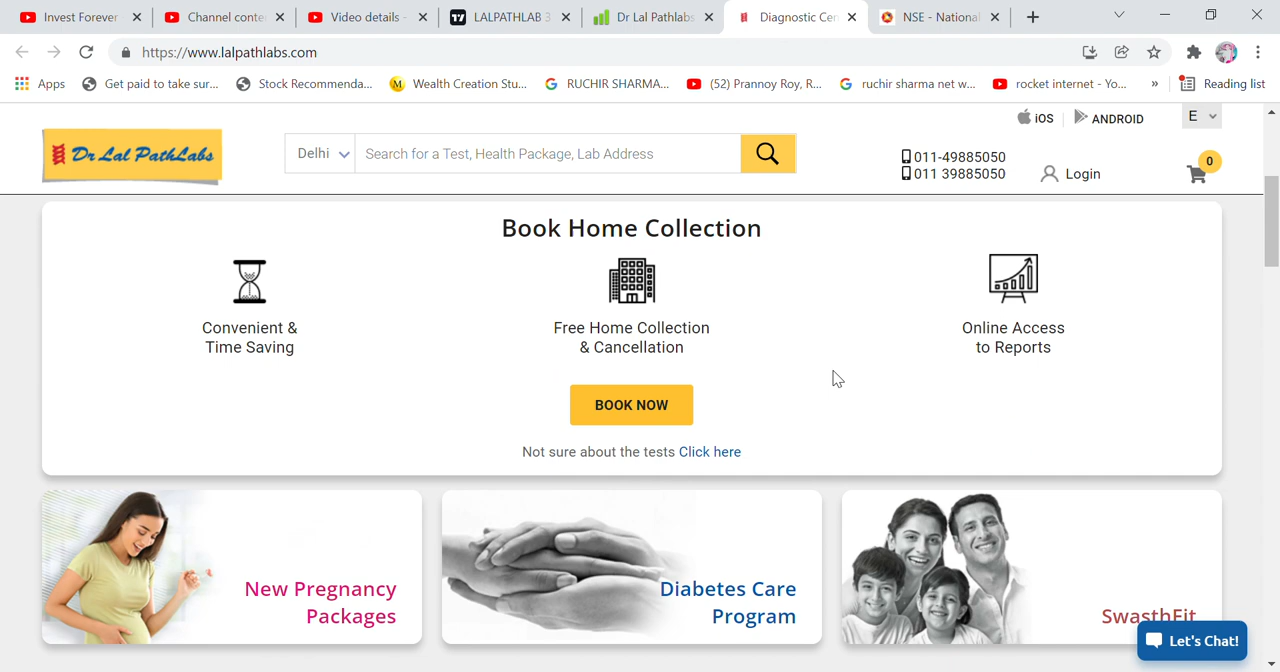 Invest Forever
Channel conte
Video details -
LALPATHLAB 3
Dr Lal Pathlabs
Diagnostic Cen
NSE - National
https://www.lalpathlabs.com
Apps
Get paid to take sur...
Stock Recommenda...
M
Wealth Creation Stu...
RUCHIR SHARMA...
(52) Prannoy Roy, R...
ruchir sharma net w...
rocket internet - Yo...
»
Reading list
iOS
ANDROID
E
Dr Lal PathLabs
Delhi
Search for a Test, Health Package, Lab Address
011-49885050
011 39885050
Login
0
Book Home Collection
Convenient &
Time Saving
Free Home Collection
& Cancellation
Online Access
to Reports
BOOK NOW
Not sure about the tests Click here
New Pregnancy
Packages
Diabetes Care
Program
SwasthFit
Let's Chat!